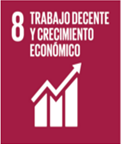 8 TRABAJO DECENTE
Y CRECIMIENTO
ECONÓMICO